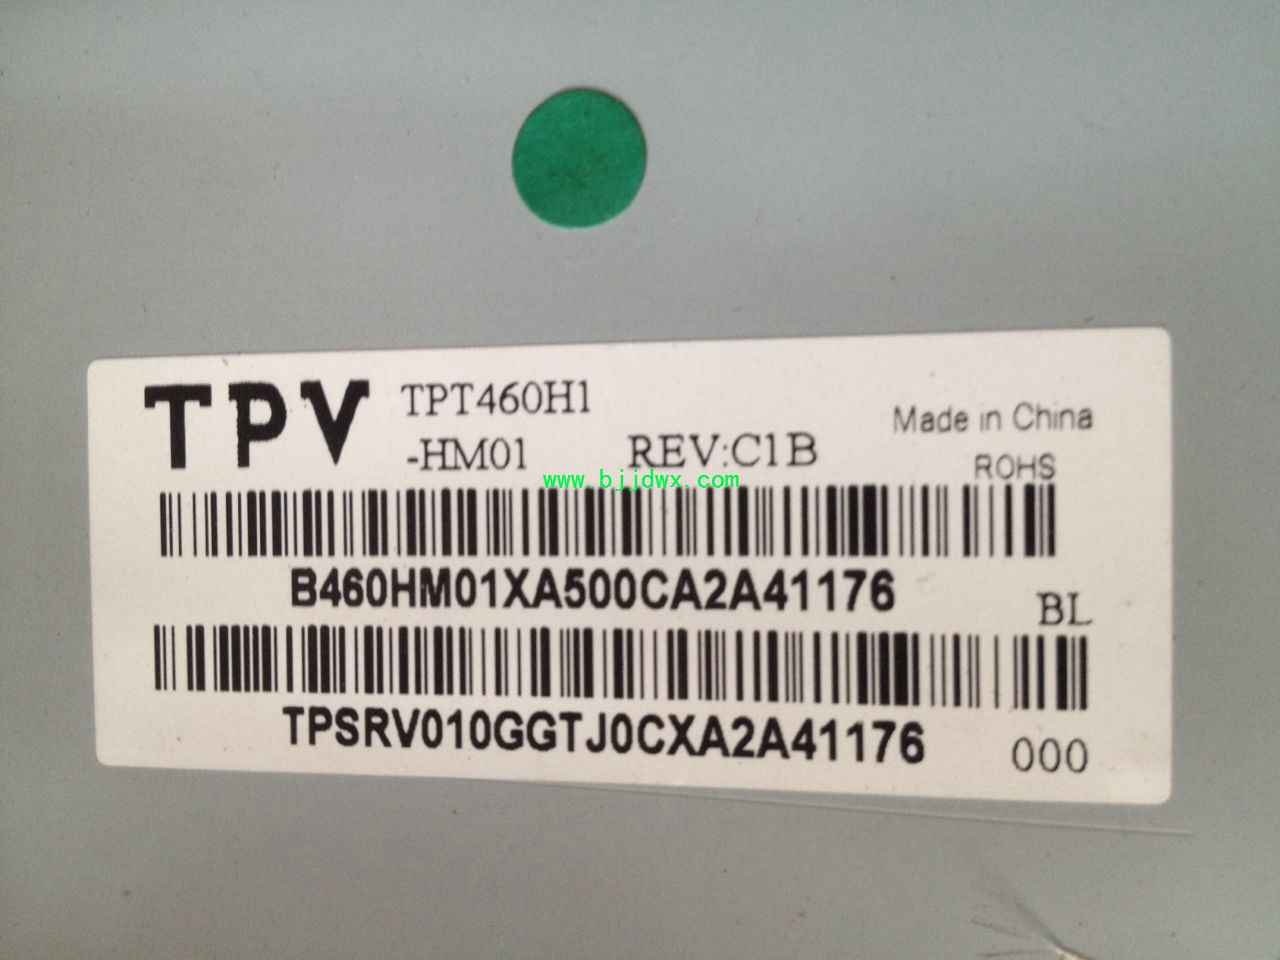 TPV TPT460H1
-HM01 REV:C1B Made in China
ROHS
www.bjjdwx.com
B460HM01XA500CA2A41176
BL
TPSRV010GGTJ0CXA2A41176
000